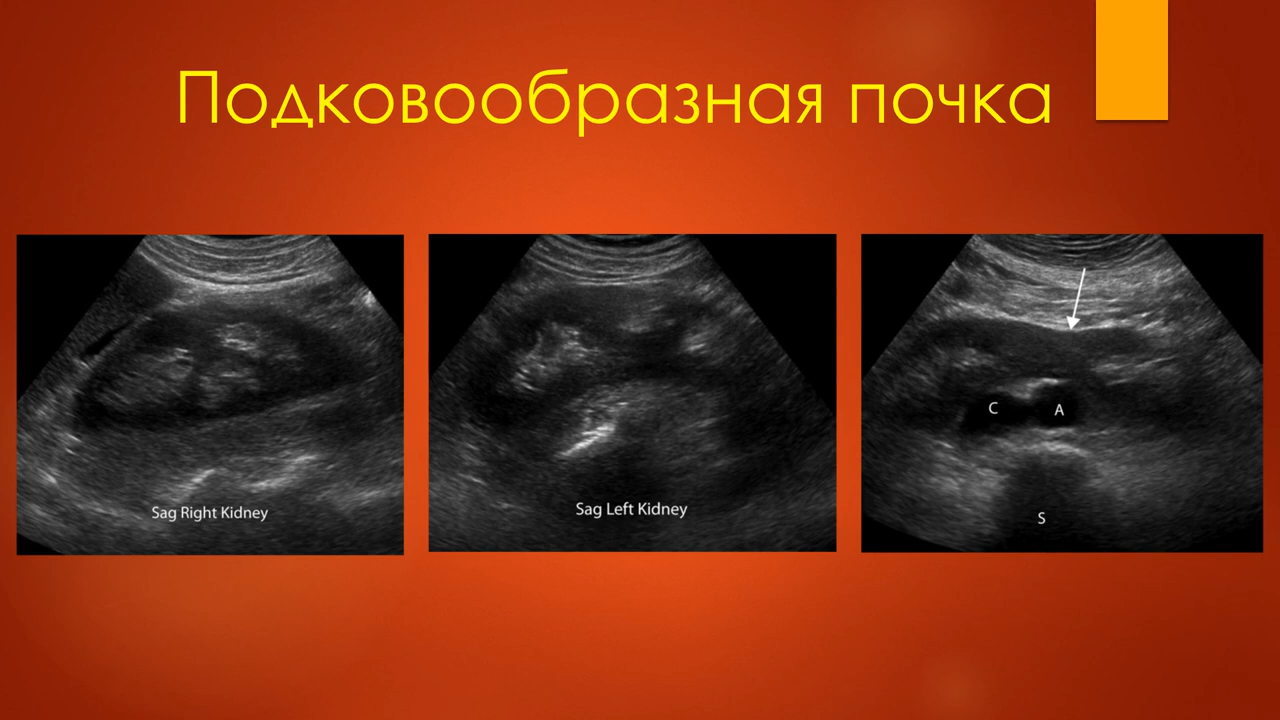 Подковообразная почка
Sag Right Kidney
Sag Left Kidney
C A
S